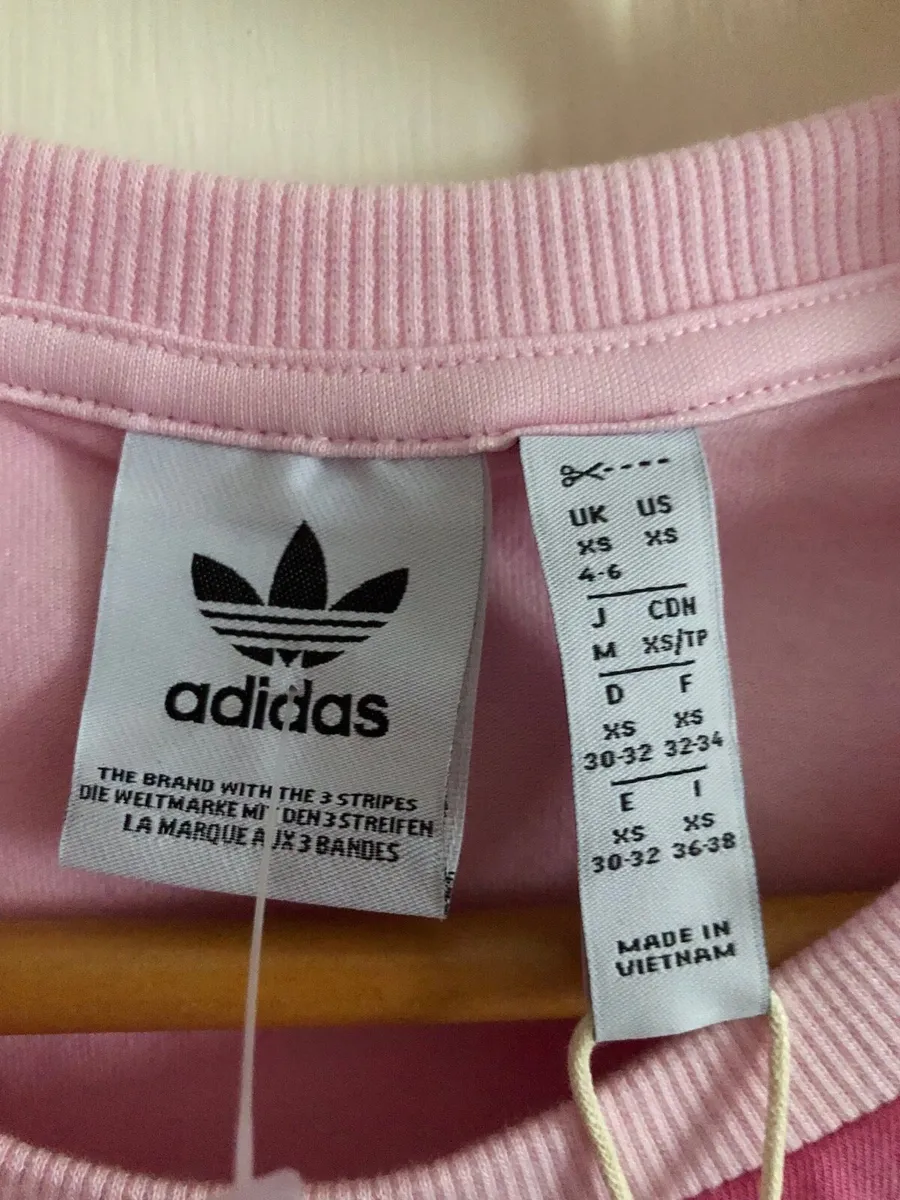 adidas
THE BRAND WITH THE 3 STRIPES
DIE WELTMARKE MIT DEN 3 STREIFEN
LA MARQUE AUX 3 BANDES
UK US
XS XS
4-6
J CDN
M XS/TP
D F
XS XS
30-32 32-34
E I
XS XS
30-32 36-38
MADE IN
VIETNAM